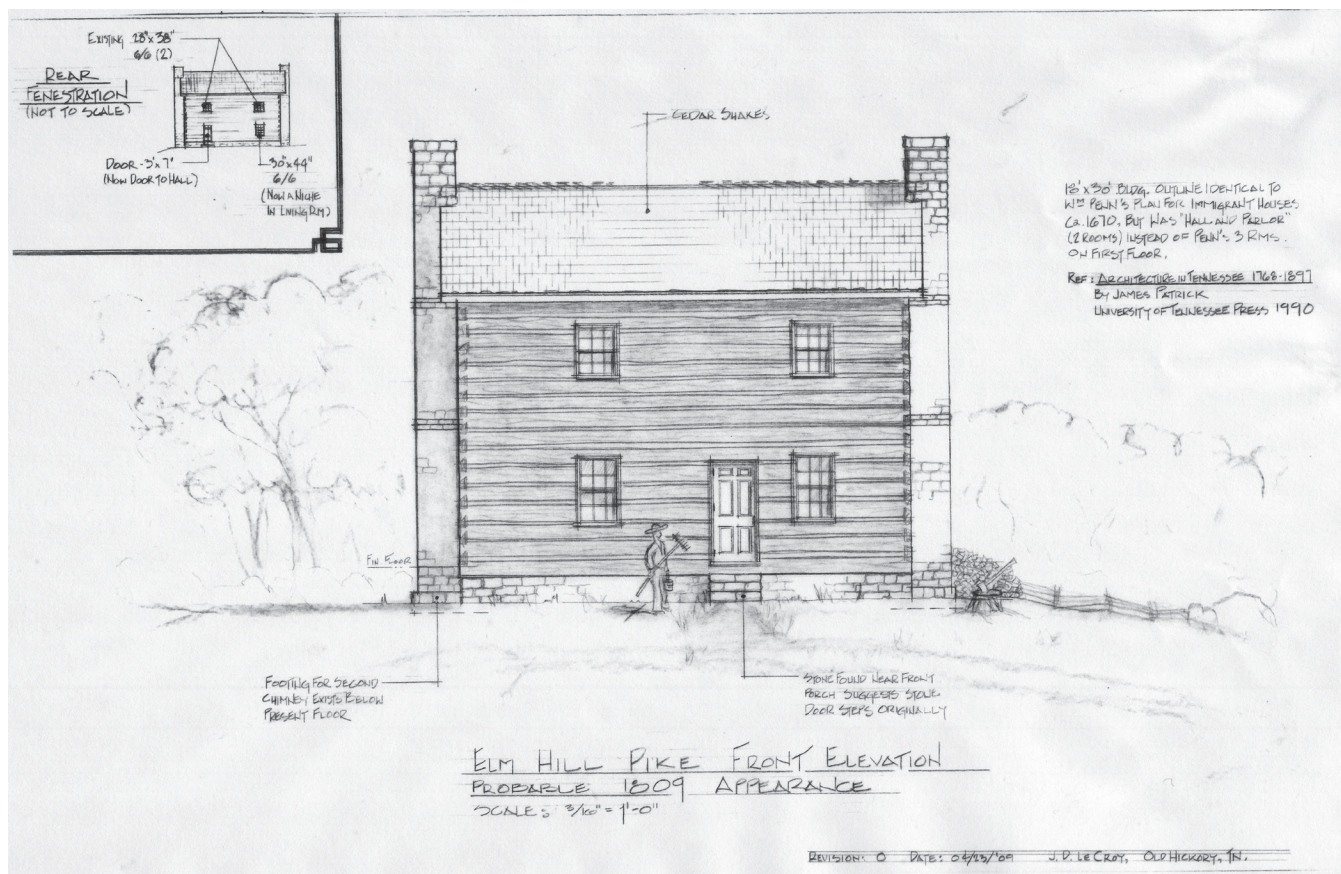 REAR
FENESTRATION
(NOT TO SCALE)
EXISTING 28"x38"
6/6 (2)
DOOR - 3'x7'
(NOW DOOR TO HALL)
30"x44"
6/6
(NOW A NICHE
IN LIVING RM)
CEDAR SHAKES
18'x30' BLDG. OUTLINE IDENTICAL TO
WM PENN'S PLAN FOR IMMIGRANT HOUSES
CA. 1670, BUT WAS "HALL AND PARLOR"
(2 ROOMS) INSTEAD OF PENN'S 3 RMS.
ON FIRST FLOOR.
REF: ARCHITECTURE IN TENNESSEE 1768-1897
BY JAMES PATRICK
UNIVERSITY OF TENNESSEE PRESS 1990
FIN. FLOOR
FOOTING FOR SECOND
CHIMNEY EXISTS BELOW
PRESENT FLOOR
STONE FOUND NEAR FRONT
PORCH SUGGESTS STONE
DOOR STEPS ORIGINALLY
ELM HILL PIKE FRONT ELEVATION
PROBABLE 1809 APPEARANCE
SCALE: 3/16" = 1'-0"
REVISION: 0 DATE: 04/23/'09 J. D. LE CROY, OLD HICKORY, TN.